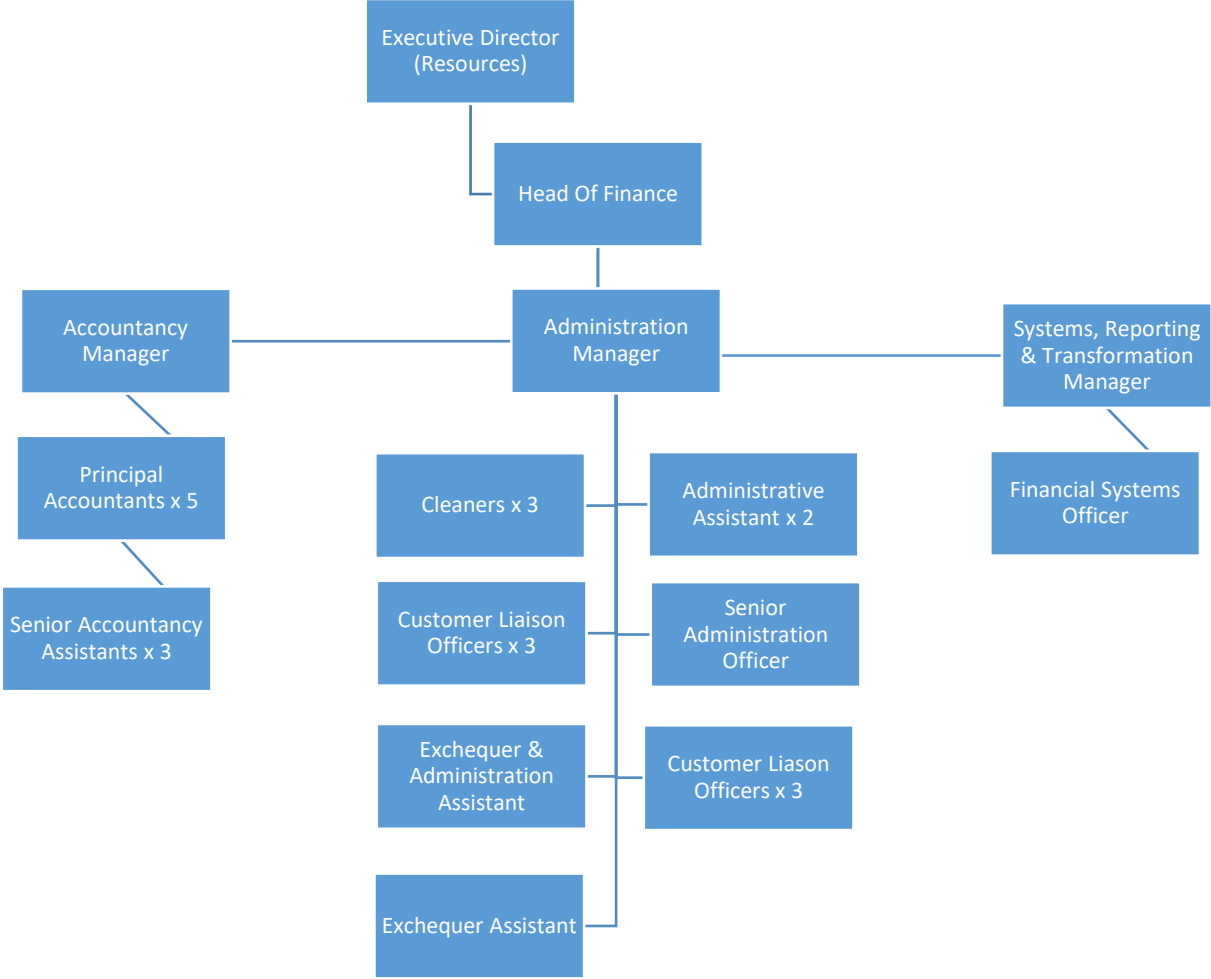 Executive Director
(Resources)
Head Of Finance
Accountancy
Manager
Administration
Manager
Systems, Reporting
& Transformation
Manager
Principal
Accountants x 5
Cleaners x 3
Administrative
Assistant x 2
Financial Systems
Officer
Senior Accountancy
Assistants x 3
Customer Liaison
Officers x 3
Senior
Administration
Officer
Exchequer &
Administration
Assistant
Customer Liason
Officers x 3
Exchequer Assistant